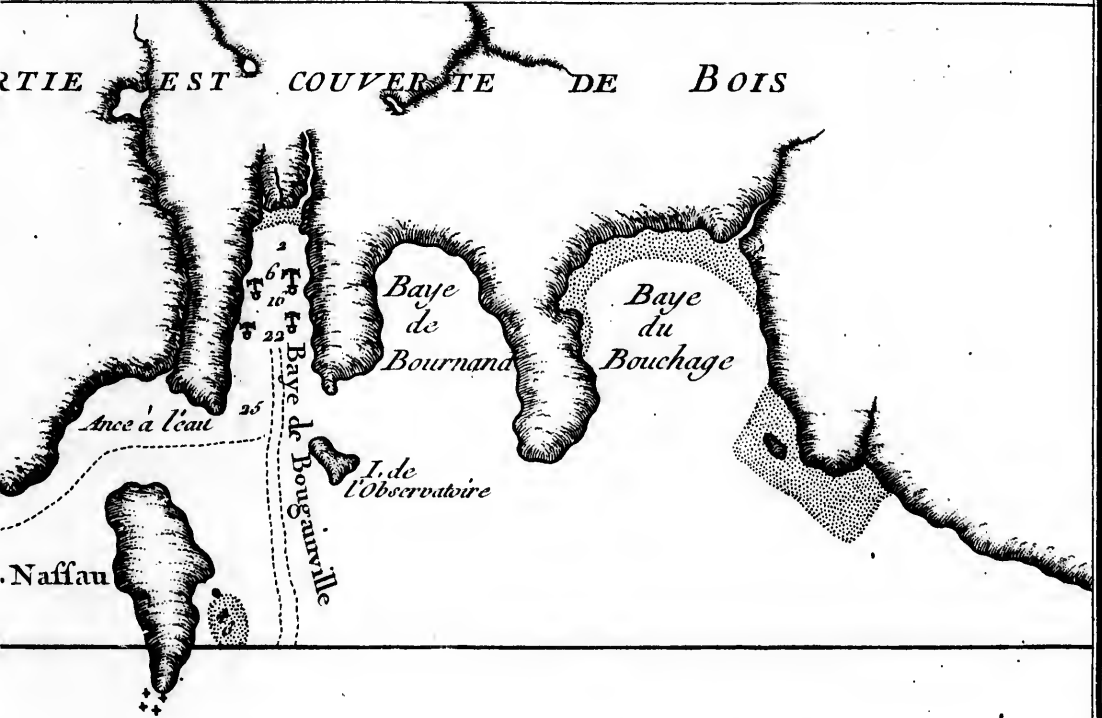 RTIE EST COUVERTE DE BOIS
2
6
10
22
25
Baye de Bougainville
Baye
de
Bournand
Baye
du
Bouchage
Ance à l'eau
I. de
l'Observatoire
. Naſſau